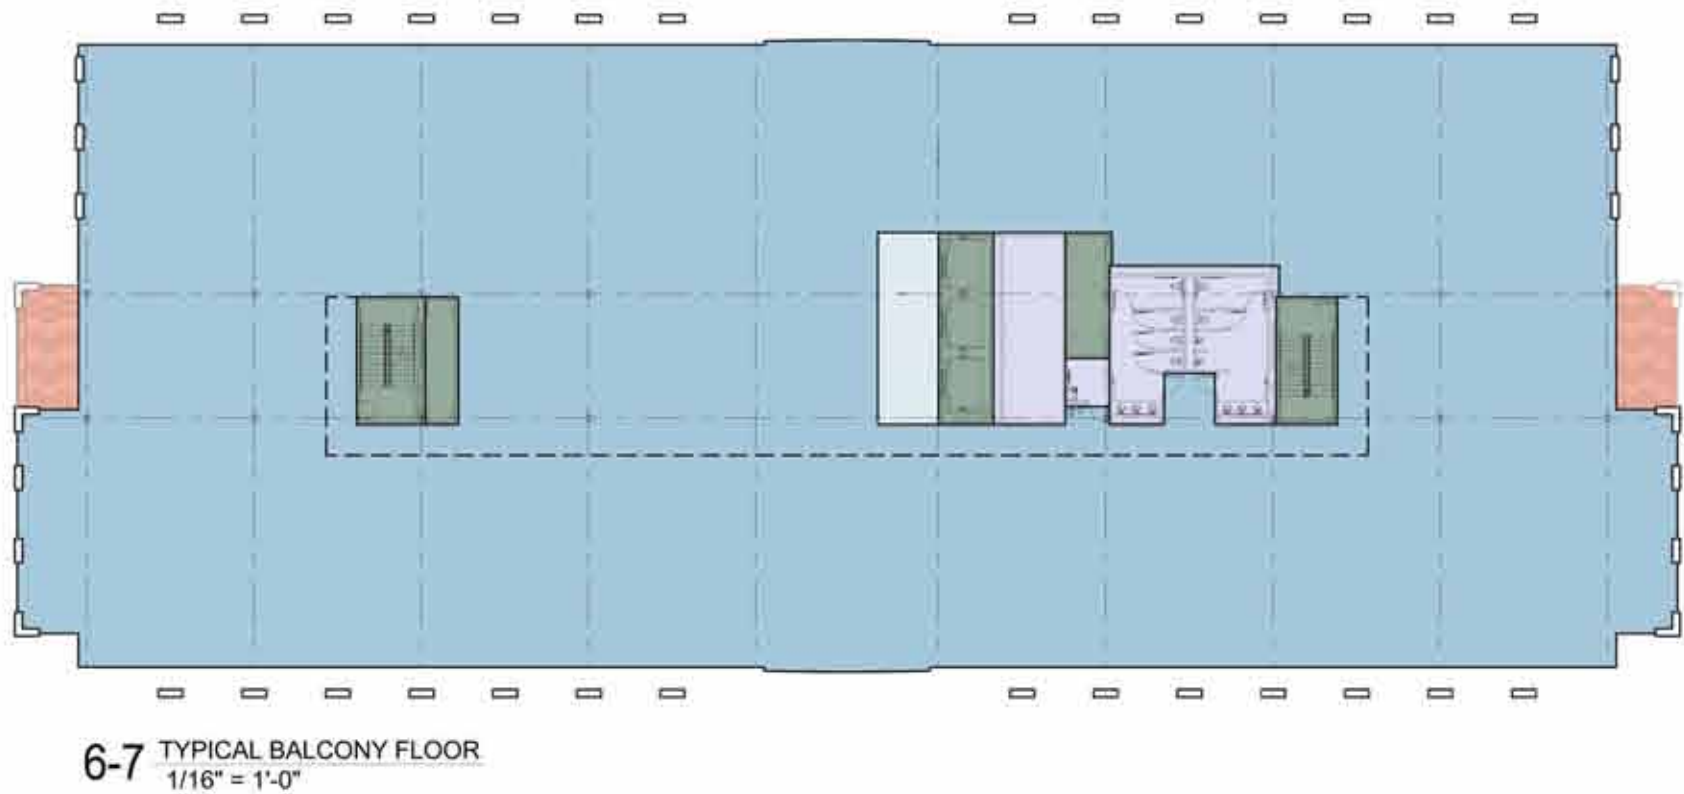 6-7 TYPICAL BALCONY FLOOR
1/16" = 1'-0"